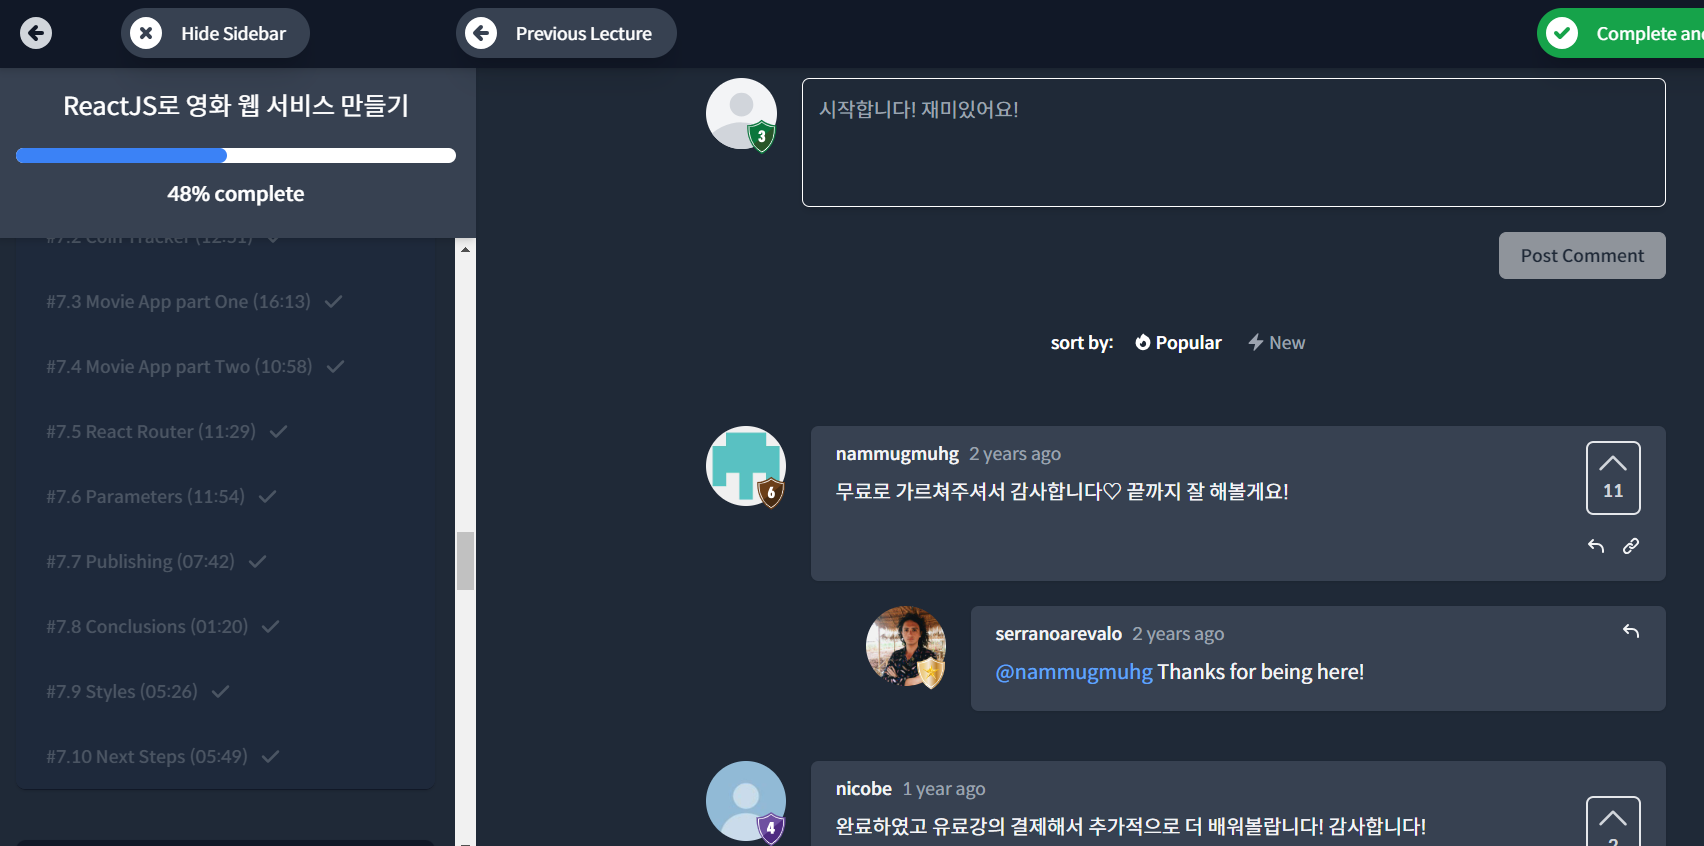 Hide Sidebar
Previous Lecture
Complete and
ReactJS로 영화 웹 서비스 만들기
48% complete
#7.2 Coin Tracker (12:51)
#7.3 Movie App part One (16:13)
#7.4 Movie App part Two (10:58)
#7.5 React Router (11:29)
#7.6 Parameters (11:54)
#7.7 Publishing (07:42)
#7.8 Conclusions (01:20)
#7.9 Styles (05:26)
#7.10 Next Steps (05:49)
3
시작합니다! 재미있어요!
Post Comment
sort by: Popular New
6
nammugmuhg 2 years ago
무료로 가르쳐주셔서 감사합니다♡ 끝까지 잘 해볼게요!
11
serranoarevalo 2 years ago
@nammugmuhg Thanks for being here!
4
nicobe 1 year ago
완료하였고 유료강의 결제해서 추가적으로 더 배워볼랍니다! 감사합니다!